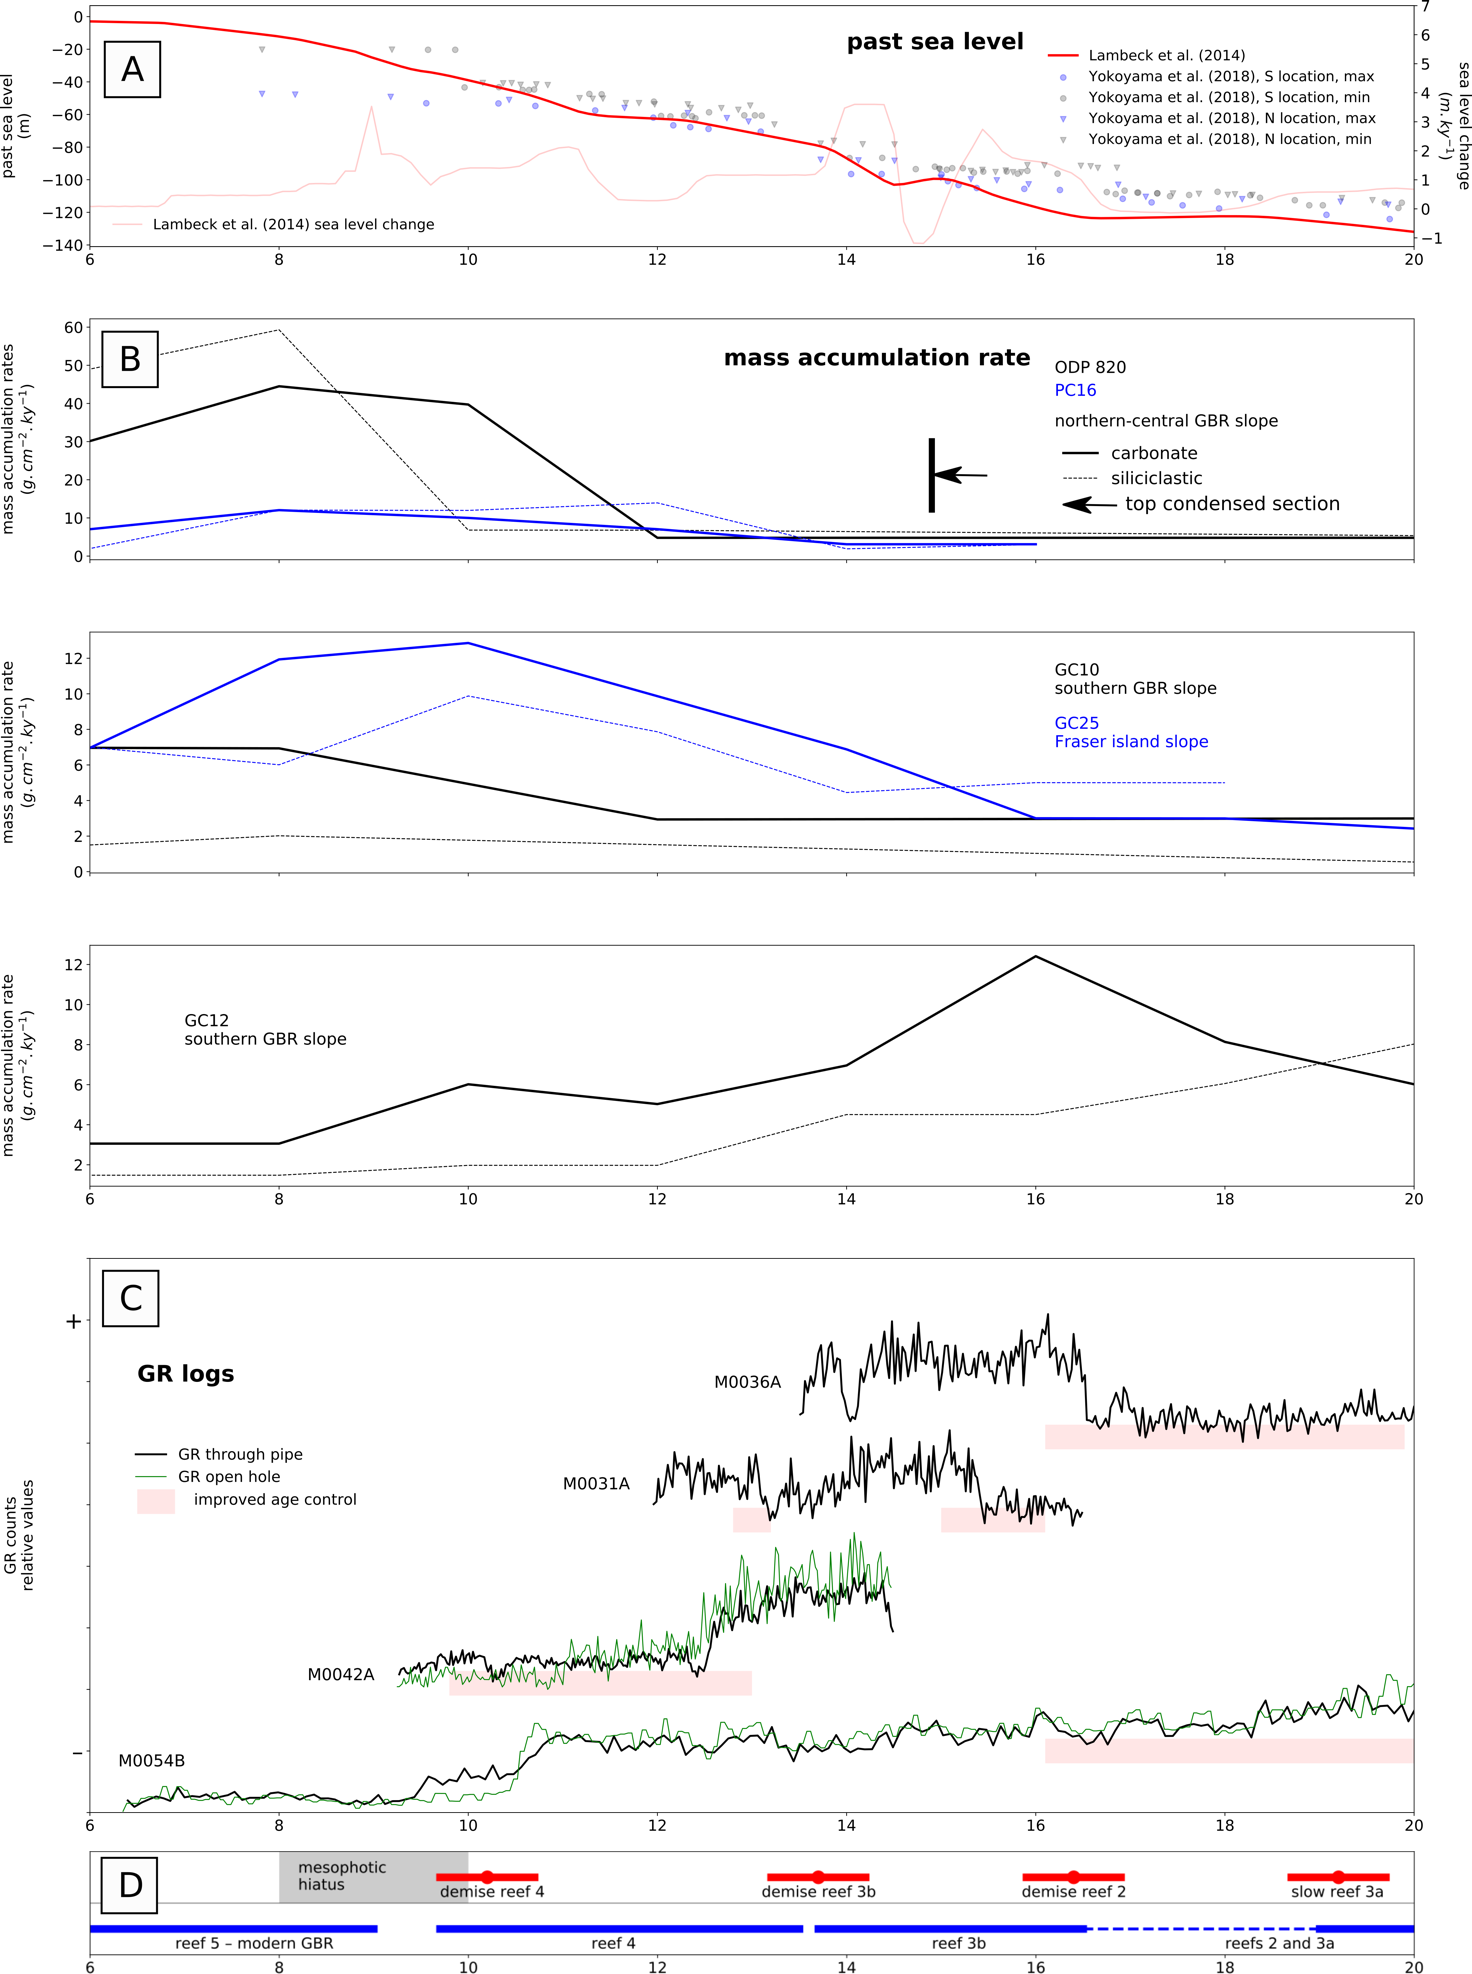 A
past sea level
Lambeck et al. (2014)
Yokoyama et al. (2018), S location, max
Yokoyama et al. (2018), S location, min
Yokoyama et al. (2018), N location, max
Yokoyama et al. (2018), N location, min
Lambeck et al. (2014) sea level change
past sea level
(m)
0
−20
−40
−60
−80
−100
−120
−140
7
6
5
4
3
2
1
0
−1
sea level change
(m. ky⁻¹)
6 8 10 12 14 16 18 20
B
mass accumulation rate
ODP 820
PC16
northern-central GBR slope
carbonate
siliciclastic
top condensed section
mass accumulation rates
(g. cm⁻². ky⁻¹)
60
50
40
30
20
10
0
GC10
southern GBR slope
GC25
Fraser island slope
mass accumulation rate
(g. cm⁻². ky⁻¹)
12
10
8
6
4
2
0
GC12
southern GBR slope
mass accumulation rate
(g. cm⁻². ky⁻¹)
12
10
8
6
4
2
6 8 10 12 14 16 18 20
C
GR logs
GR through pipe
GR open hole
improved age control
M0036A
M0031A
M0042A
M0054B
GR counts
relative values
+
−
6 8 10 12 14 16 18 20
D
mesophotic
hiatus
demise reef 4
demise reef 3b
demise reef 2
slow reef 3a
reef 5 – modern GBR
reef 4
reef 3b
reefs 2 and 3a
6 8 10 12 14 16 18 20